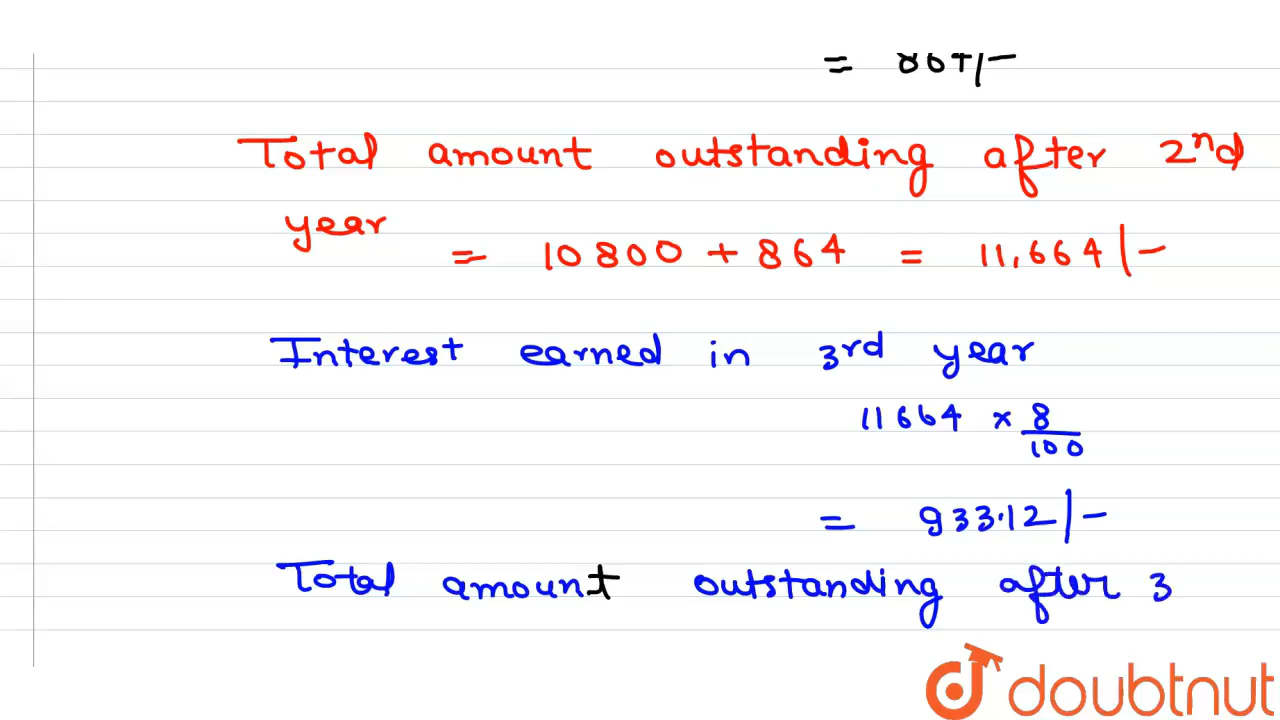 = 864/-
Total amount outstanding after 2nd
year
= 10800 + 864 = 11,664/-
Interest earned in 3rd year
11664 × 8/100
= 933.12/-
Total amount outstanding after 3
doubtnut